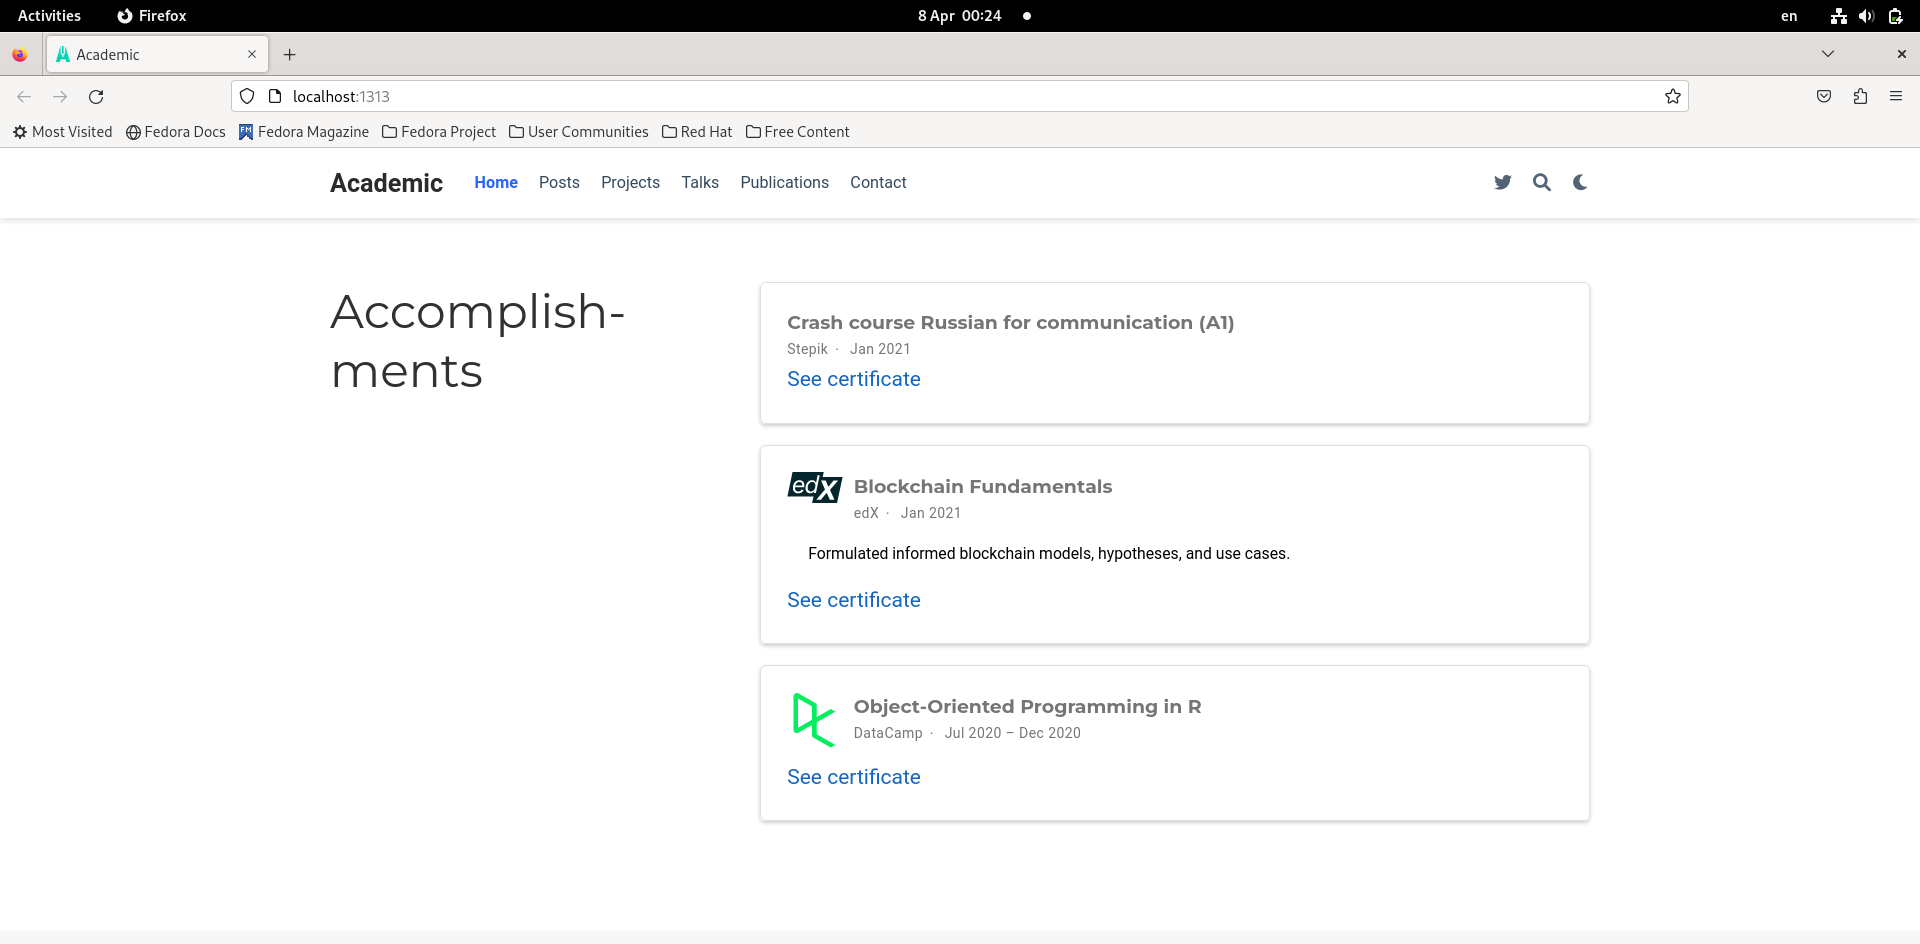 Activities Firefox 8 Apr 00:24 en
Academic
localhost:1313
Most Visited Fedora Docs Fedora Magazine Fedora Project User Communities Red Hat Free Content
Academic Home Posts Projects Talks Publications Contact
Accomplish-
ments
Crash course Russian for communication (A1)
Stepik · Jan 2021
See certificate
edX Blockchain Fundamentals
edX · Jan 2021
Formulated informed blockchain models, hypotheses, and use cases.
See certificate
Object-Oriented Programming in R
DataCamp · Jul 2020 – Dec 2020
See certificate